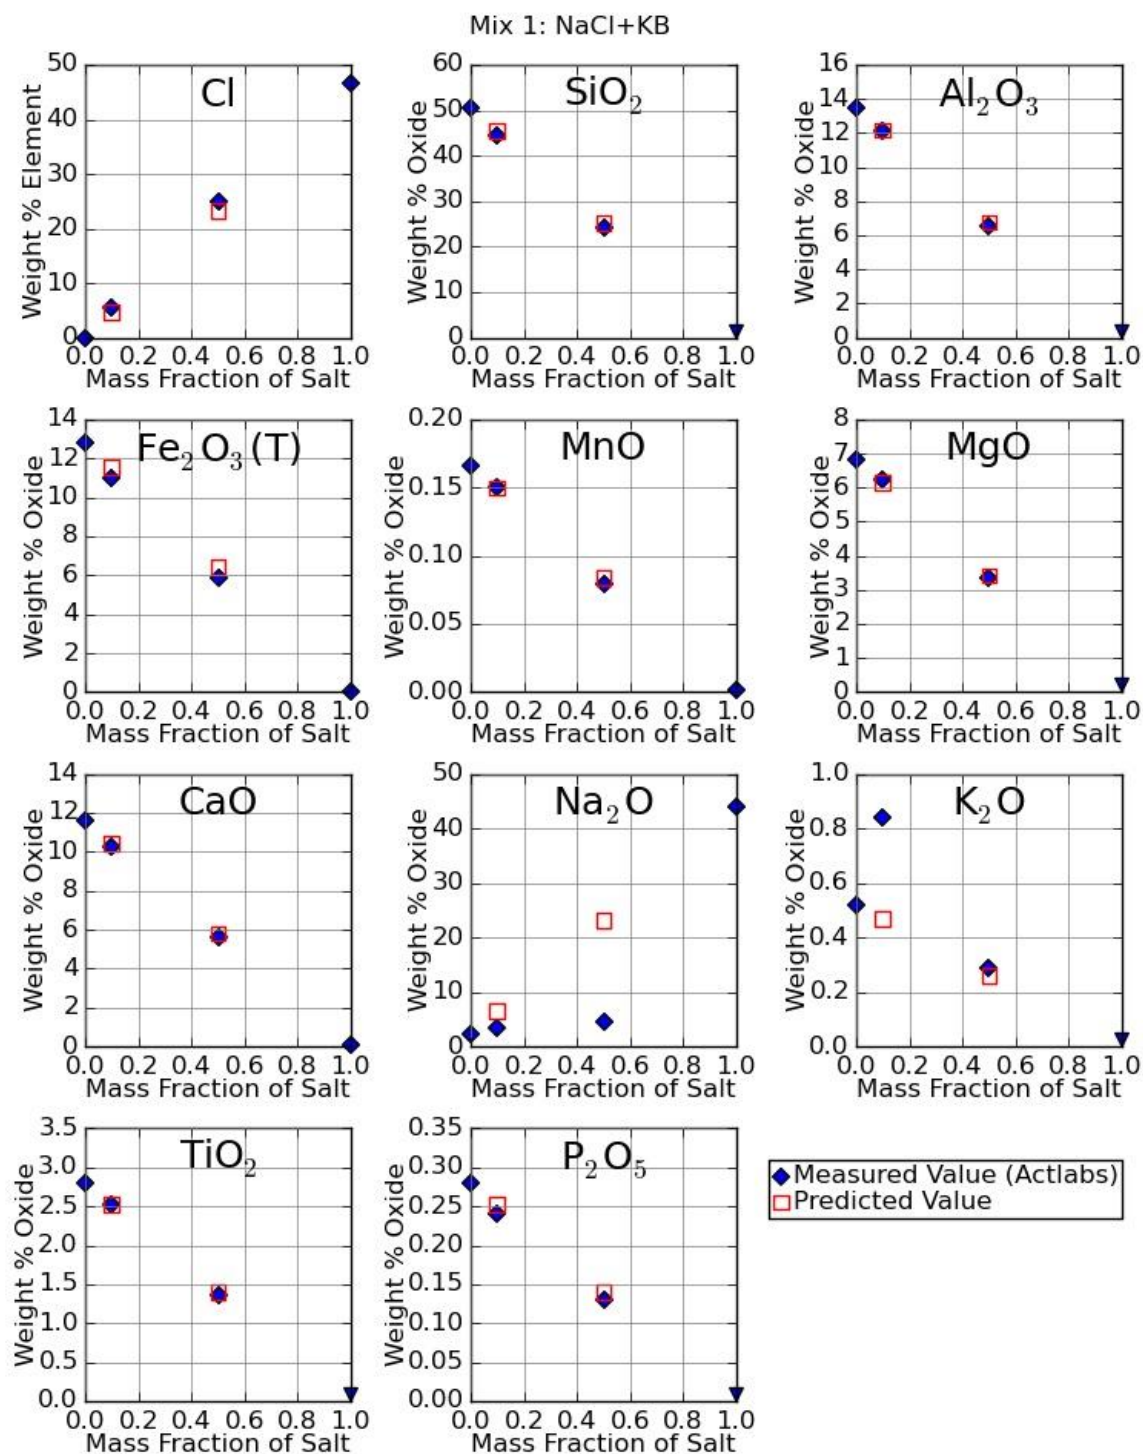 Mix 1: NaCl+KB
Cl
Weight % Element
50
40
30
20
10
0
0.0 0.2 0.4 0.6 0.8 1.0
Mass Fraction of Salt
SiO₂
Weight % Oxide
60
50
40
30
20
10
0
0.0 0.2 0.4 0.6 0.8 1.0
Mass Fraction of Salt
Al₂O₃
Weight % Oxide
16
14
12
10
8
6
4
2
0
0.0 0.2 0.4 0.6 0.8 1.0
Mass Fraction of Salt
Fe₂O₃(T)
Weight % Oxide
14
12
10
8
6
4
2
0
0.0 0.2 0.4 0.6 0.8 1.0
Mass Fraction of Salt
MnO
Weight % Oxide
0.20
0.15
0.10
0.05
0.00
0.0 0.2 0.4 0.6 0.8 1.0
Mass Fraction of Salt
MgO
Weight % Oxide
8
7
6
5
4
3
2
1
0
0.0 0.2 0.4 0.6 0.8 1.0
Mass Fraction of Salt
CaO
Weight % Oxide
14
12
10
8
6
4
2
0
0.0 0.2 0.4 0.6 0.8 1.0
Mass Fraction of Salt
Na₂O
Weight % Oxide
50
40
30
20
10
0
0.0 0.2 0.4 0.6 0.8 1.0
Mass Fraction of Salt
K₂O
Weight % Oxide
1.0
0.8
0.6
0.4
0.2
0.0
0.0 0.2 0.4 0.6 0.8 1.0
Mass Fraction of Salt
TiO₂
Weight % Oxide
3.5
3.0
2.5
2.0
1.5
1.0
0.5
0.0
0.0 0.2 0.4 0.6 0.8 1.0
Mass Fraction of Salt
P₂O₅
Weight % Oxide
0.35
0.30
0.25
0.20
0.15
0.10
0.05
0.00
0.0 0.2 0.4 0.6 0.8 1.0
Mass Fraction of Salt
Measured Value (Actlabs)
Predicted Value